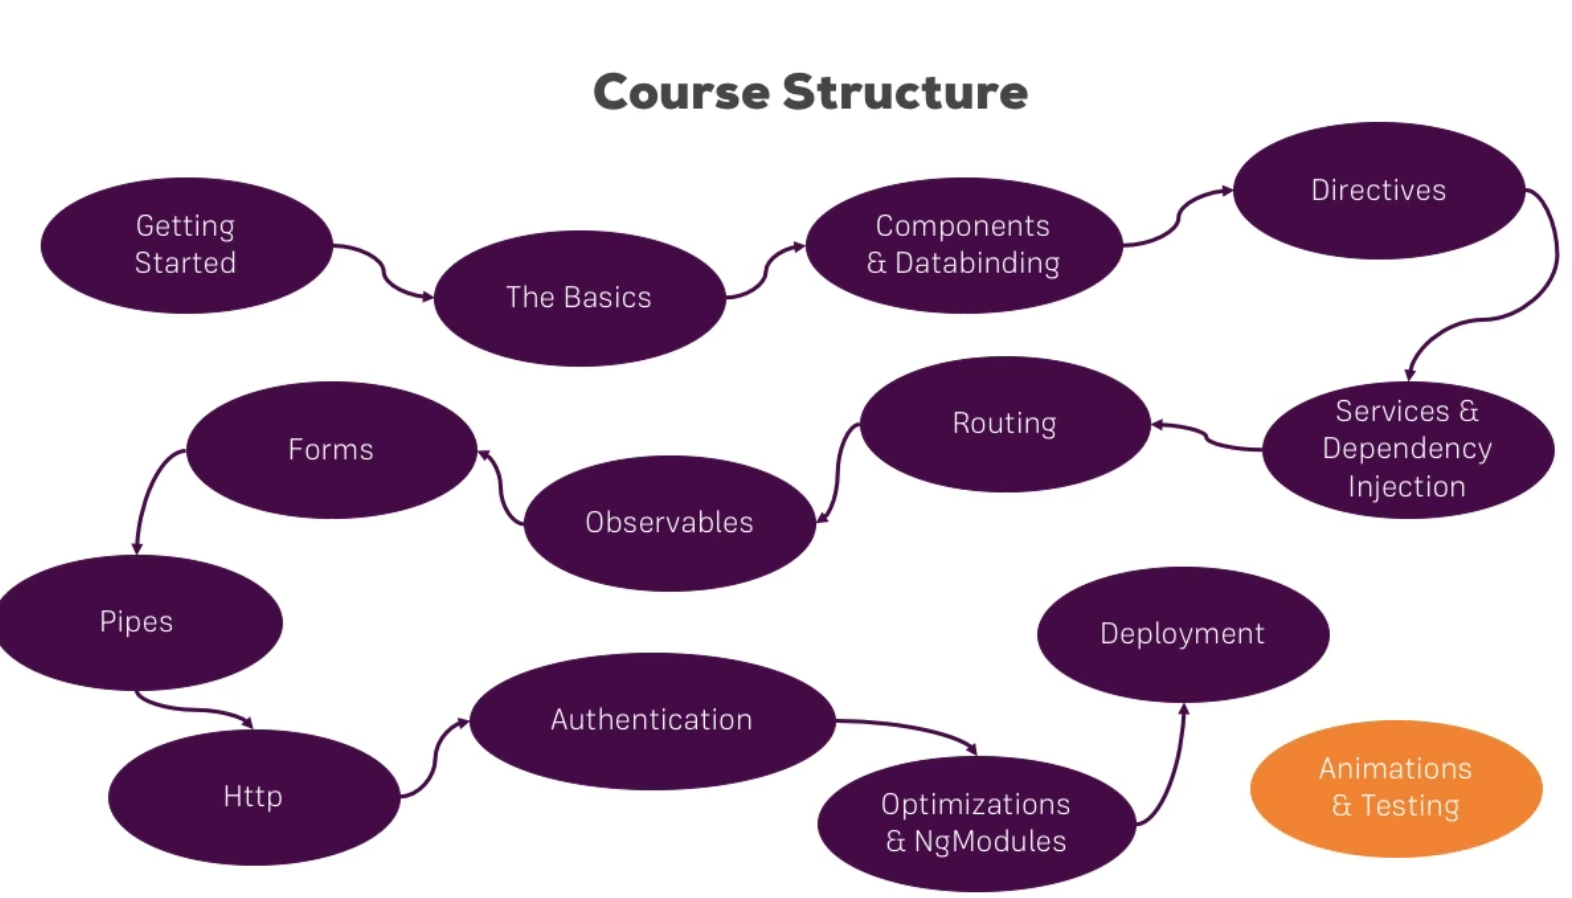 Course Structure
Getting
Started
The Basics
Components
& Databinding
Directives
Services &
Dependency
Injection
Routing
Observables
Forms
Pipes
Http
Authentication
Optimizations
& NgModules
Deployment
Animations
& Testing